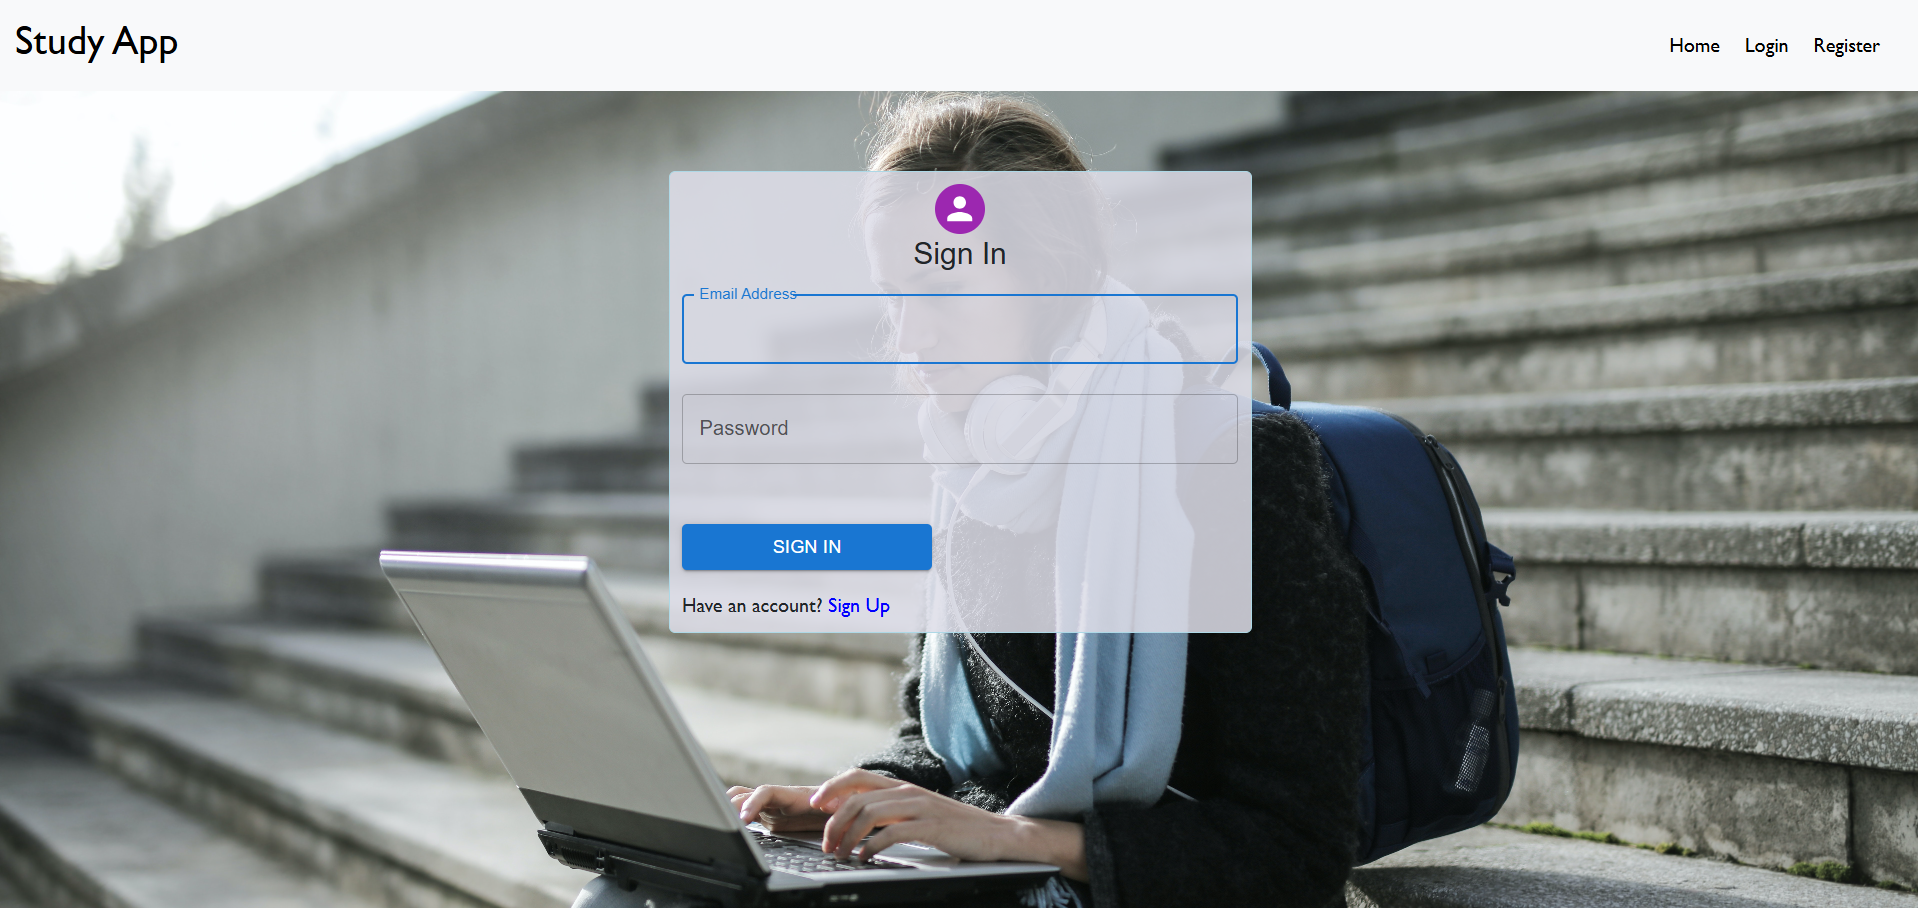 Study App
Home Login Register
Sign In
Email Address
Password
SIGN IN
Have an account? Sign Up